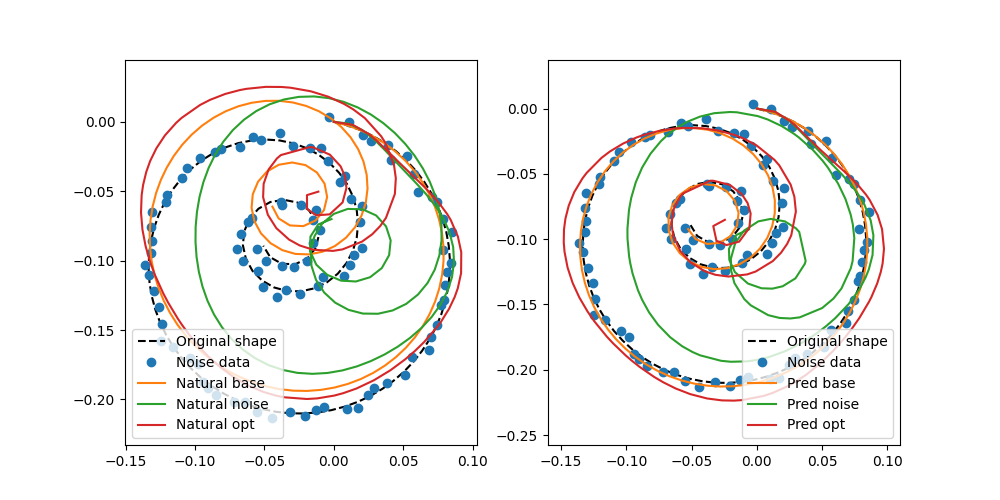 0.00
−0.05
−0.10
−0.15
−0.20
−0.15
−0.10
−0.05
0.00
0.05
0.10
Original shape
Noise data
Natural base
Natural noise
Natural opt
0.00
−0.05
−0.10
−0.15
−0.20
−0.25
−0.15
−0.10
−0.05
0.00
0.05
0.10
Original shape
Noise data
Pred base
Pred noise
Pred opt